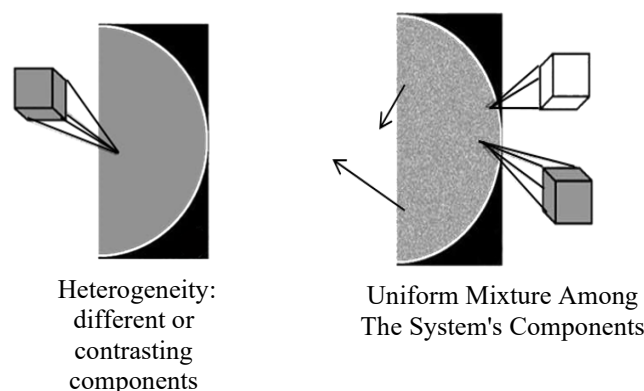 Heterogeneity:
different or
contrasting
components
Uniform Mixture Among
The System's Components